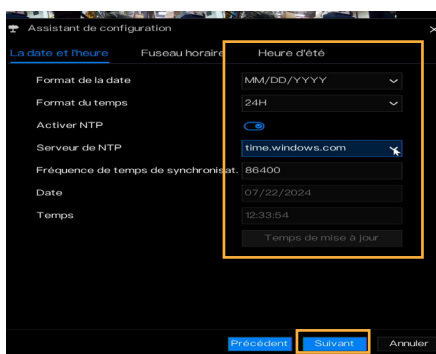 Assistant de configuration
La date et l'heure Fuseau horaire Heure d'été
Format de la date MM/DD/YYYY
Format du temps 24H
Activer NTP
Serveur de NTP time.windows.com
Fréquence de temps de synchronisat. 86400
Date 07/22/2024
Temps 12:33:54
Temps de mise à jour
Précédent Suivant Annuler